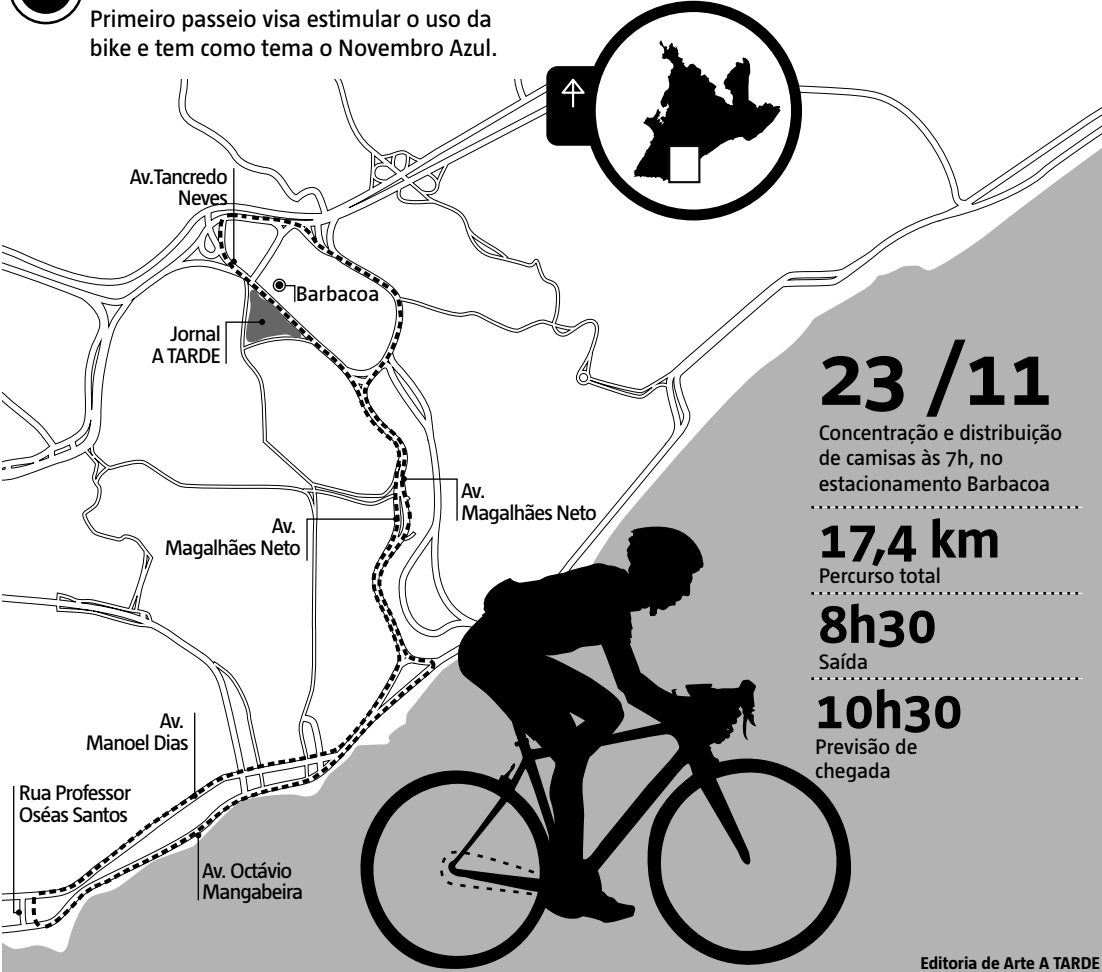 Primeiro passeio visa estimular o uso da
bike e tem como tema o Novembro Azul.
Av.Tancredo
Neves
Barbacoa
Jornal
A TARDE
23 /11
Concentração e distribuição
de camisas às 7h, no
estacionamento Barbacoa
17,4 km
Percurso total
8h30
Saída
10h30
Previsão de
chegada
Av.
Magalhães Neto
Av.
Magalhães Neto
Av.
Manoel Dias
Rua Professor
Oséas Santos
Av. Octávio
Mangabeira
Editoria de Arte A TARDE